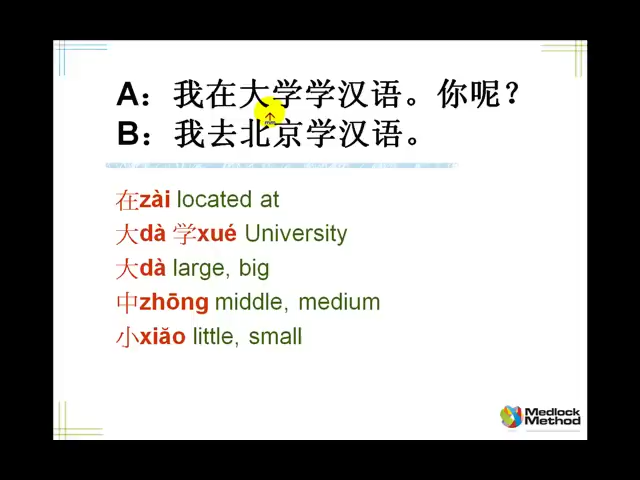 A：我在大学学汉语。你呢？
B：我去北京学汉语。
在zài located at
大dà 学xué University
大dà large, big
中zhōng middle, medium
小xiǎo little, small
Medlock
Method